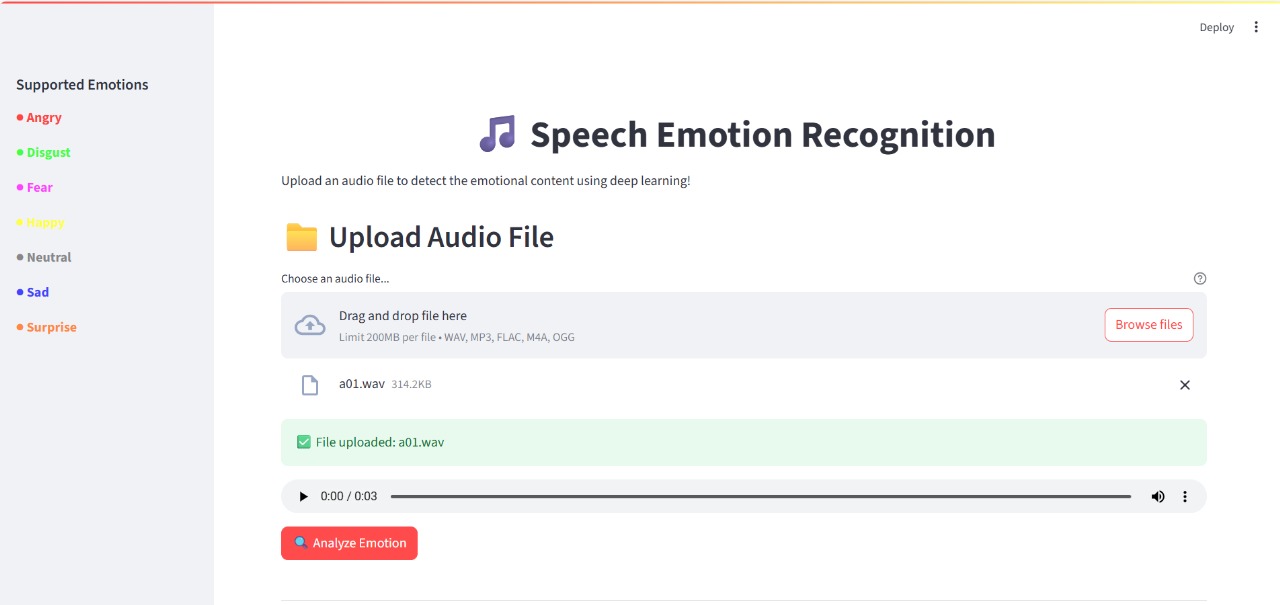 Deploy
Supported Emotions
Angry
Disgust
Fear
Happy
Neutral
Sad
Surprise
Speech Emotion Recognition
Upload an audio file to detect the emotional content using deep learning!
Upload Audio File
Choose an audio file...
Drag and drop file here
Limit 200MB per file • WAV, MP3, FLAC, M4A, OGG
Browse files
a01.wav 314.2KB
File uploaded: a01.wav
0:00 / 0:03
Analyze Emotion